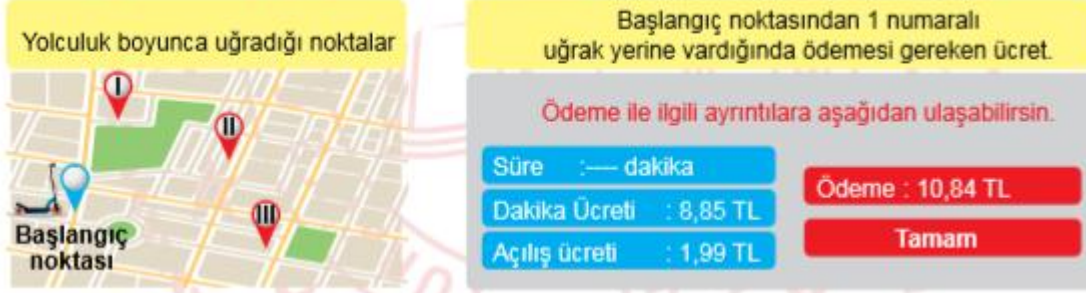 Yolculuk boyunca uğradığı noktalar
I
II
III
Başlangıç
noktası
Başlangıç noktasından 1 numaralı
uğrak yerine vardığında ödemesi gereken ücret.
Ödeme ile ilgili ayrıntılara aşağıdan ulaşabilirsin.
Süre :---- dakika
Dakika Ücreti : 8,85 TL
Açılış ücreti : 1,99 TL
Ödeme : 10,84 TL
Tamam